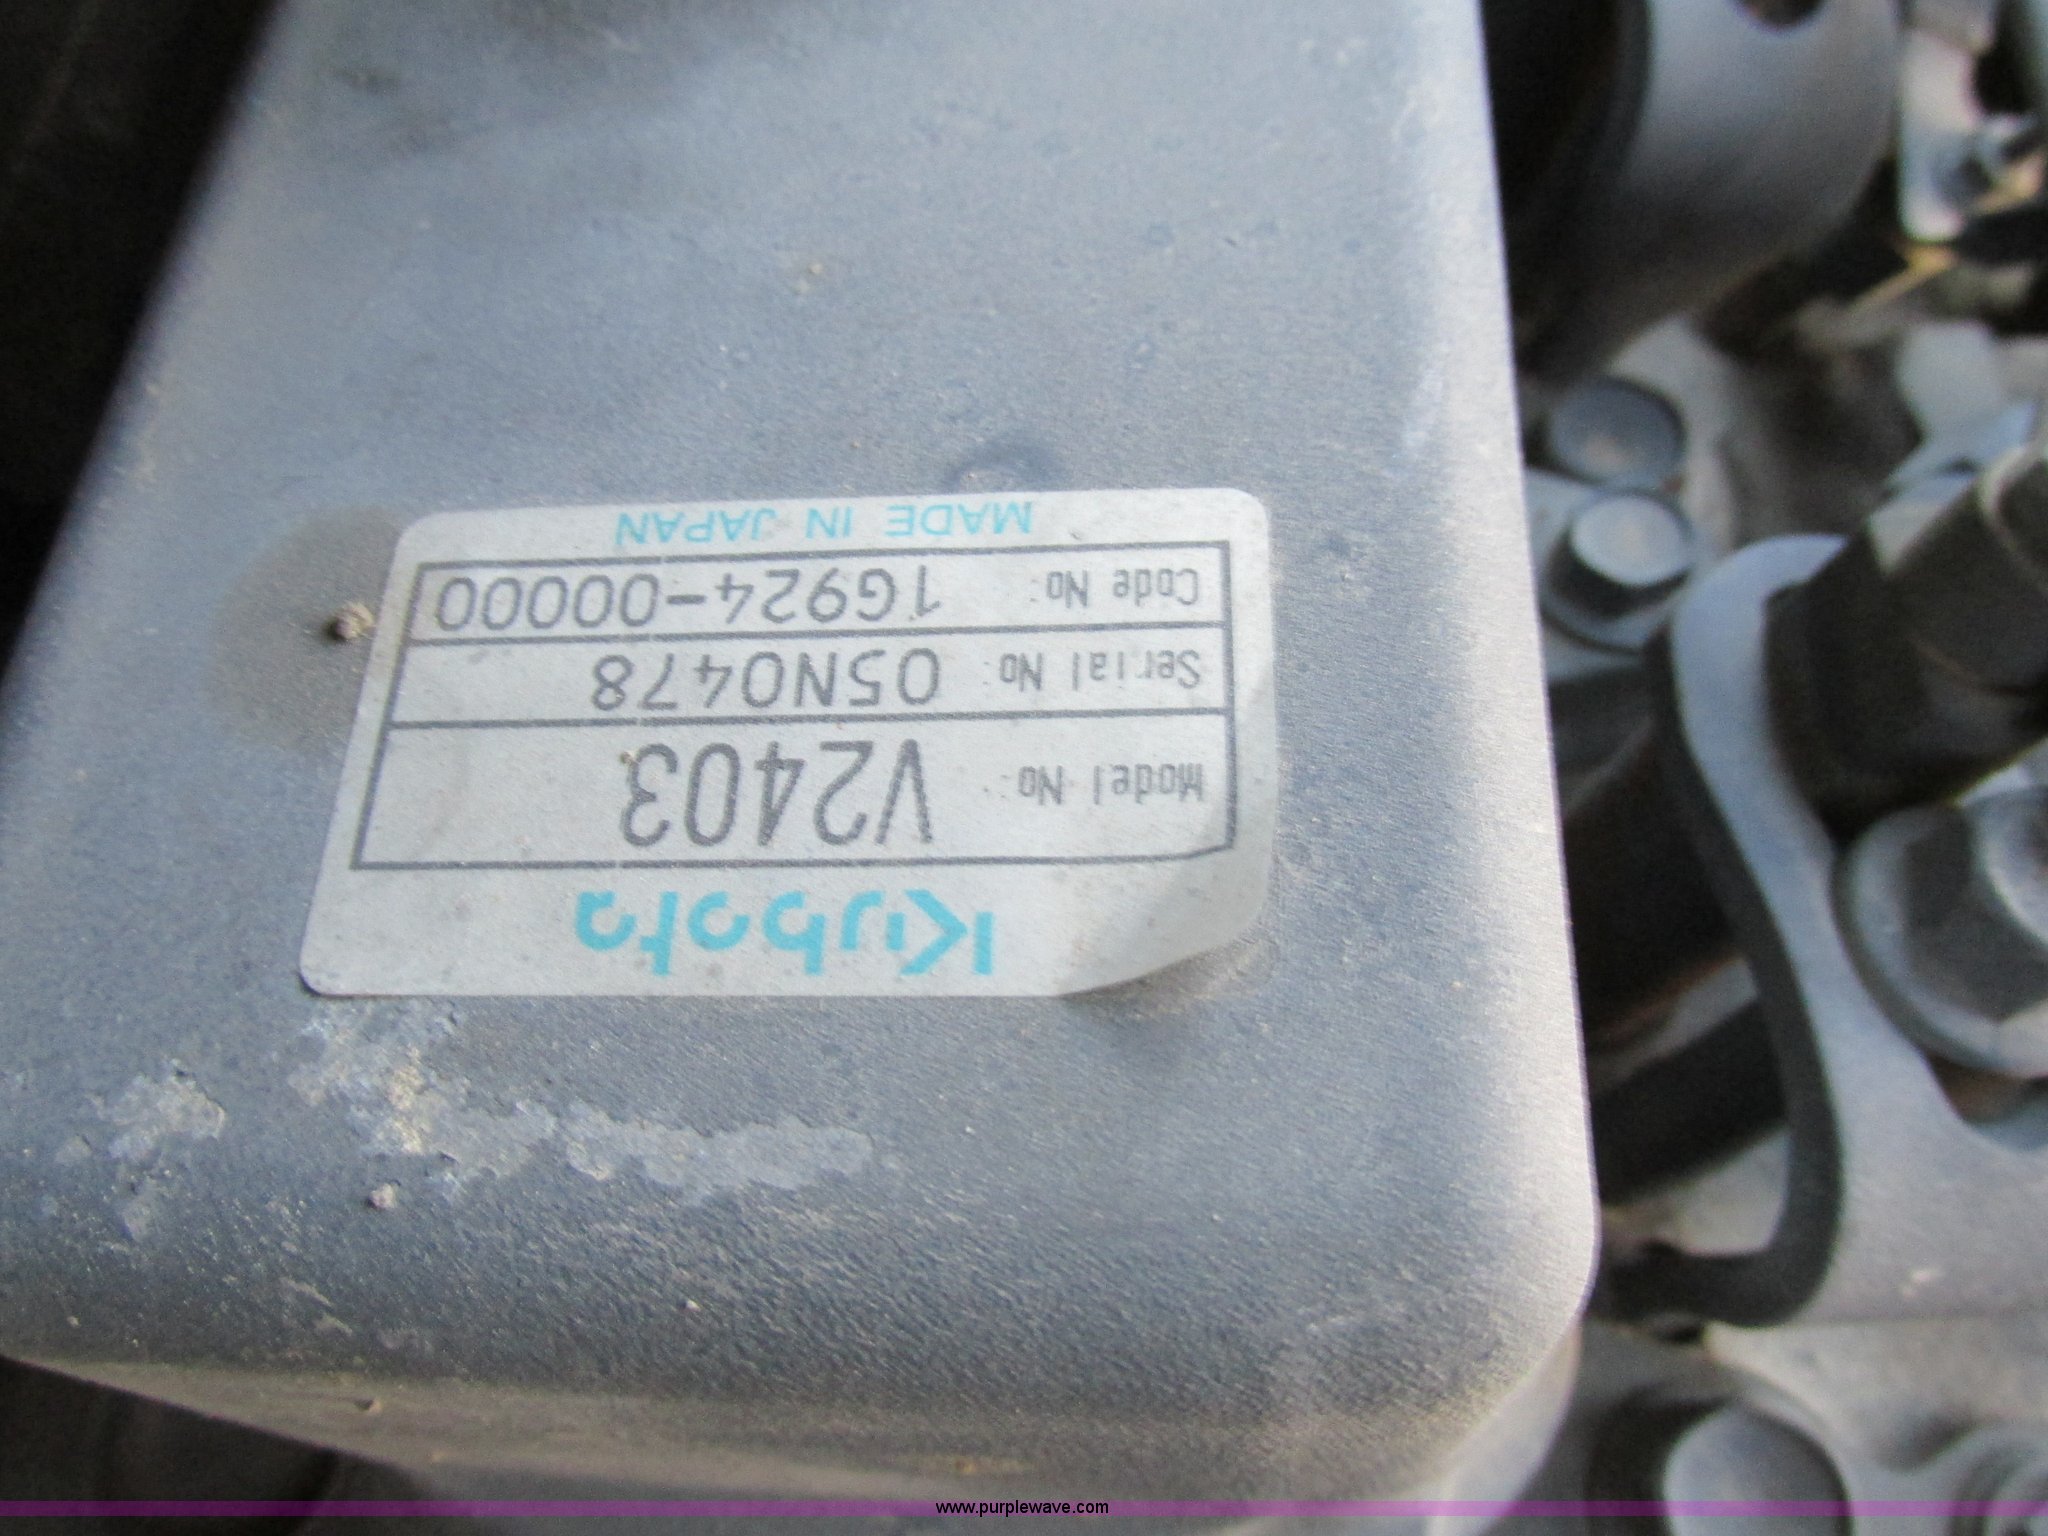 Kubota
Model No. V2403
Serial No. 05N0478
Code No. 1G924-00000
MADE IN JAPAN
www.purplewave.com